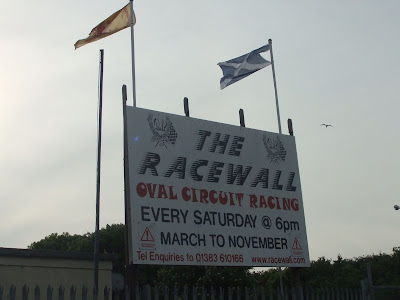 THE
RACEWALL
OVAL CIRCUIT RACING
EVERY SATURDAY @ 6pm
MARCH TO NOVEMBER
Tel Enquiries to 01383 610166 www.racewall.com